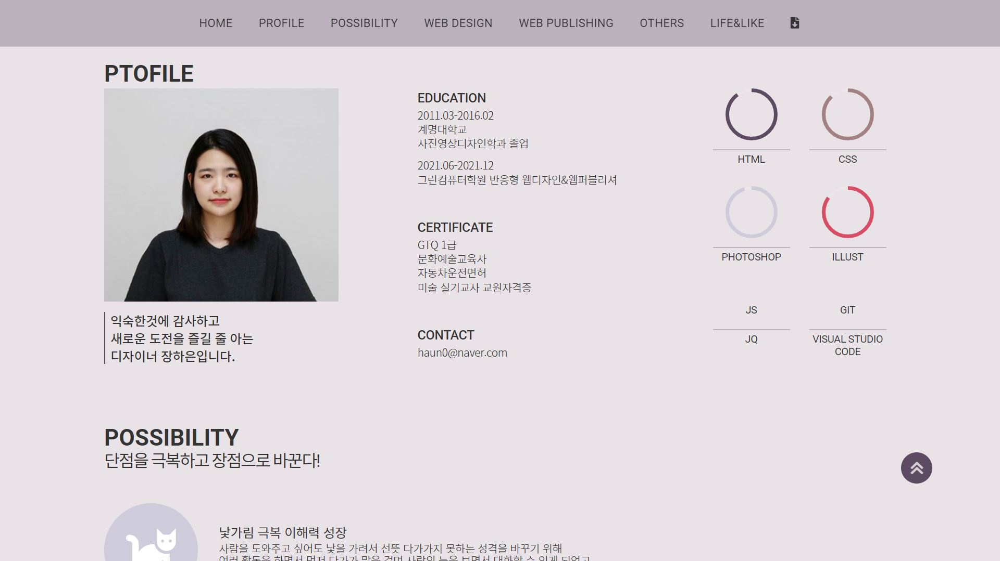 HOME PROFILE POSSIBILITY WEB DESIGN WEB PUBLISHING OTHERS LIFE&LIKE
PTOFILE
익숙한것에 감사하고
새로운 도전을 즐길 줄 아는
디자이너 장하은입니다.
EDUCATION
2011.03-2016.02
계명대학교
사진영상디자인학과 졸업
2021.06-2021.12
그린컴퓨터학원 반응형 웹디자인&웹퍼블리셔
CERTIFICATE
GTQ 1급
문화예술교육사
자동차운전면허
미술 실기교사 교원자격증
CONTACT
haun0@naver.com
HTML
CSS
PHOTOSHOP
ILLUST
JS
GIT
JQ
VISUAL STUDIO
CODE
POSSIBILITY
단점을 극복하고 장점으로 바꾼다!
낯가림 극복 이해력 성장
사람을 도와주고 싶어도 낯을 가려서 선뜻 다가가지 못하는 성격을 바꾸기 위해
여러 활동을 하면서 먼저 다가가 말을 걸며 사람의 눈을 보면서 대화할 수 있게 되었고